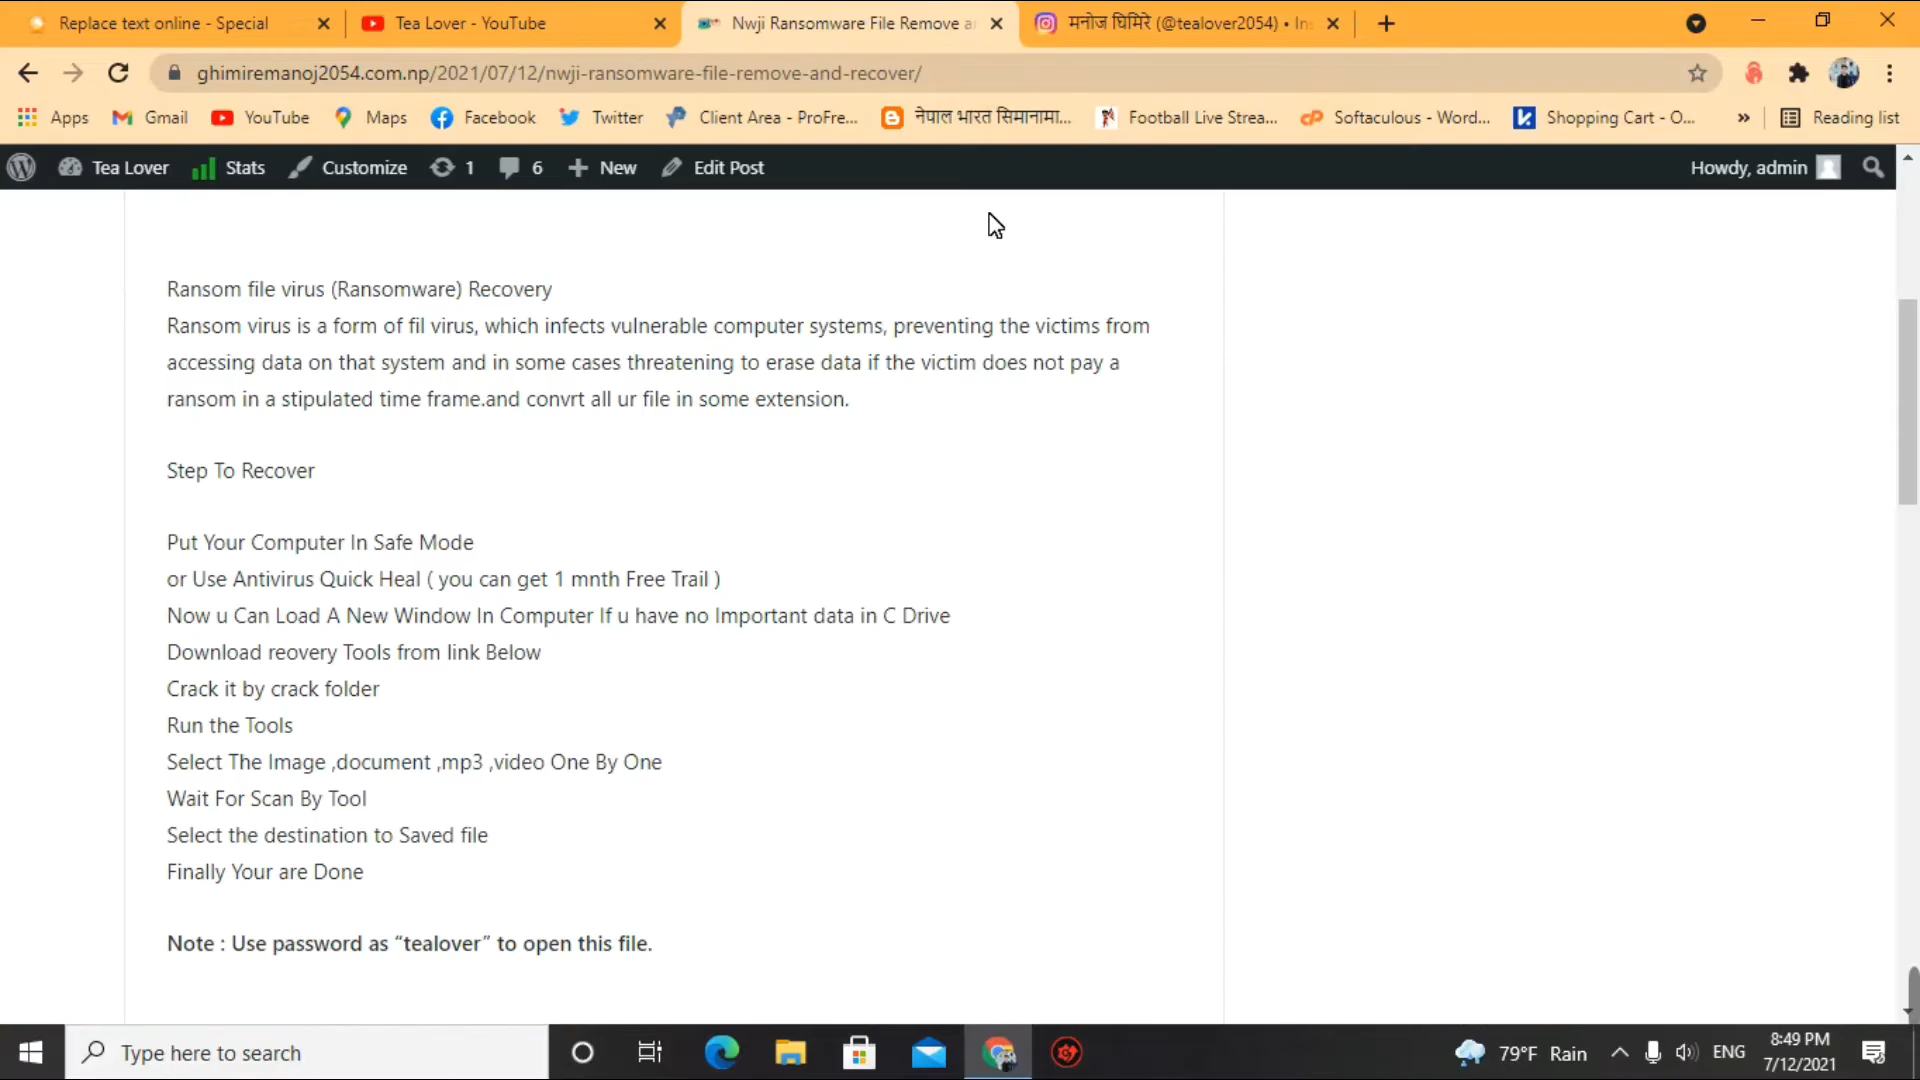 Replace text online - Special
Tea Lover - YouTube
Nwji Ransomware File Remove a
मनोज घिमिरे (@tealover2054) • In
ghimiremanoj2054.com.np/2021/07/12/nwji-ransomware-file-remove-and-recover/
Apps
Gmail
YouTube
Maps
Facebook
Twitter
Client Area - ProFre...
नेपाल भारत सिमानामा...
Football Live Strea...
Softaculous - Word...
Shopping Cart - O...
»
Reading list
Tea Lover
Stats
Customize
1
6
New
Edit Post
Howdy, admin
Ransom file virus (Ransomware) Recovery
Ransom virus is a form of fil virus, which infects vulnerable computer systems, preventing the victims from
accessing data on that system and in some cases threatening to erase data if the victim does not pay a
ransom in a stipulated time frame.and convrt all ur file in some extension.
Step To Recover
Put Your Computer In Safe Mode
or Use Antivirus Quick Heal ( you can get 1 mnth Free Trail )
Now u Can Load A New Window In Computer If u have no Important data in C Drive
Download reovery Tools from link Below
Crack it by crack folder
Run the Tools
Select The Image ,document ,mp3 ,video One By One
Wait For Scan By Tool
Select the destination to Saved file
Finally Your are Done
Note : Use password as “tealover” to open this file.
Type here to search
79°F Rain
ENG
8:49 PM
7/12/2021